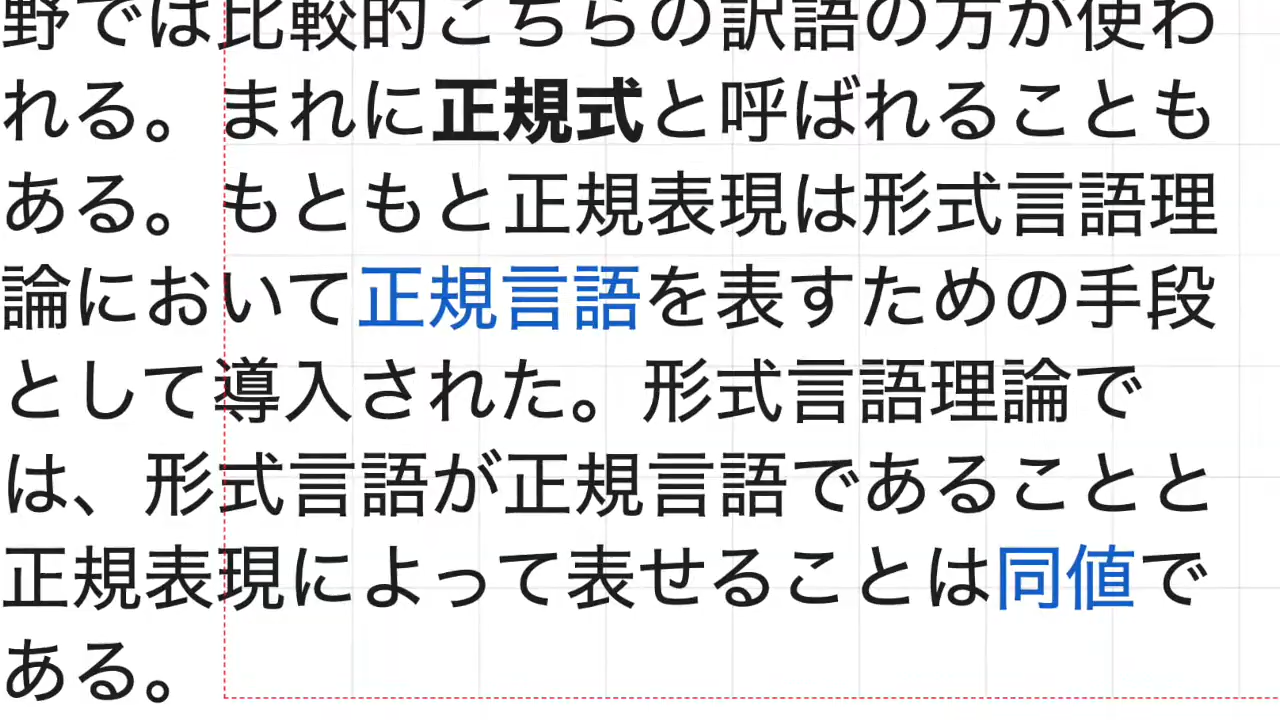 野では比較的こちらの訳語の方が使わ
れる。まれに正規式と呼ばれることも
ある。もともと正規表現は形式言語理
論において正規言語を表すための手段
として導入された。形式言語理論で
は、形式言語が正規言語であることと
正規表現によって表せることは同値で
ある。